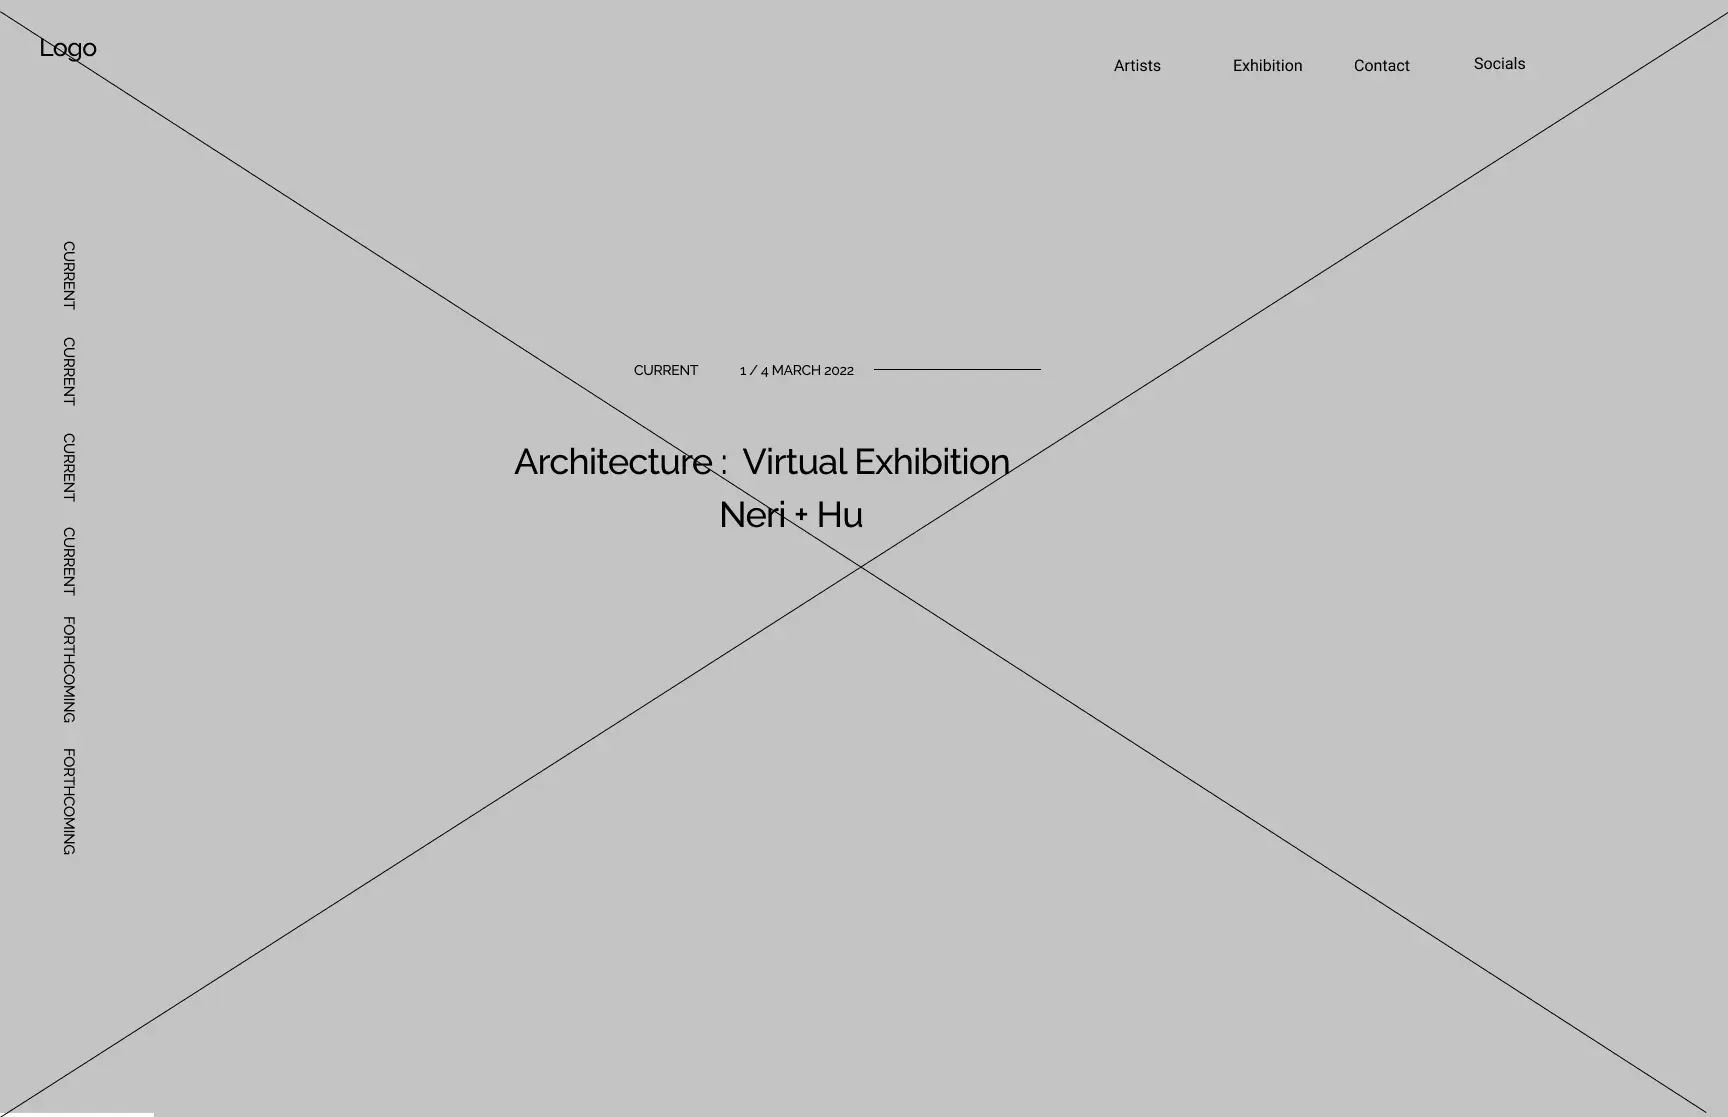 Logo
Artists
Exhibition
Contact
Socials
CURRENT
CURRENT
CURRENT
CURRENT
FORTHCOMING
FORTHCOMING
CURRENT 1 / 4 MARCH 2022
Architecture : Virtual Exhibition
Neri + Hu